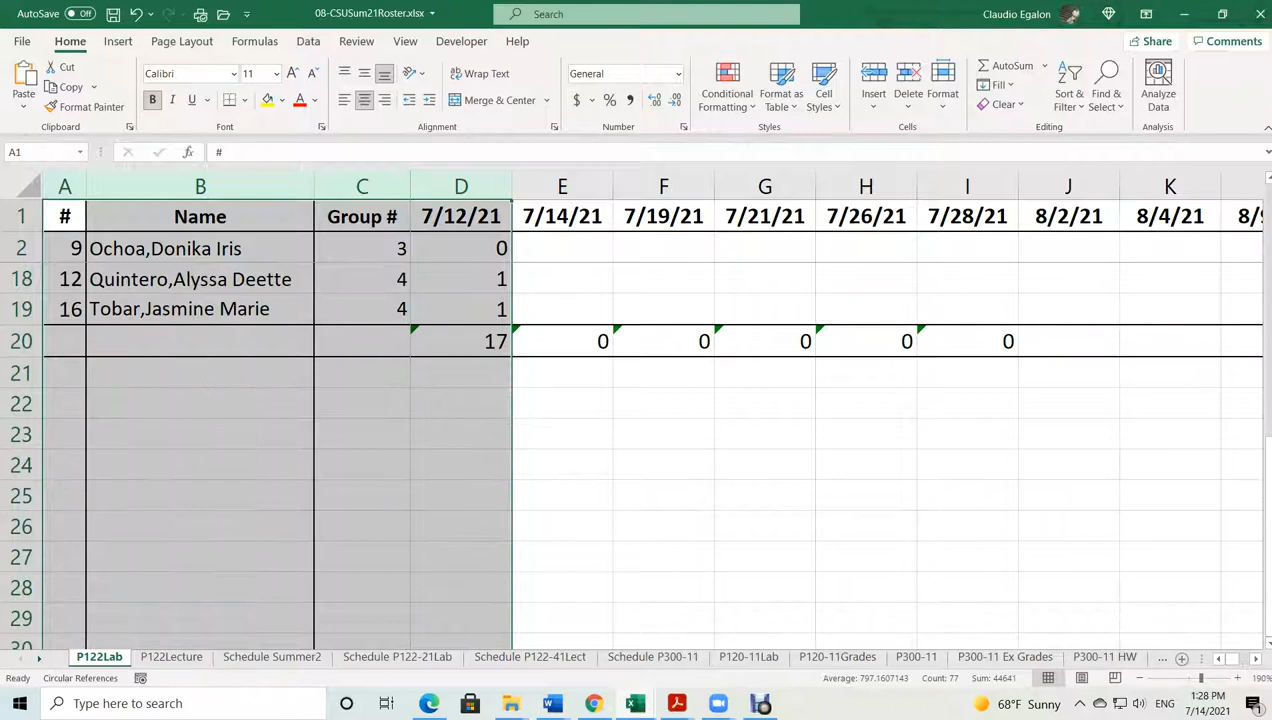 AutoSave Off 08-CSUSum21Roster.xlsx Search Claudio Egalon
File Home Insert Page Layout Formulas Data Review View Developer Help Share Comments
Paste Cut Copy Format Painter Clipboard
Calibri 11 B I U A Font
Wrap Text Merge & Center Alignment
General $ % , Number
Conditional Formatting Format as Table Cell Styles Styles
Insert Delete Format Cells
AutoSum Fill Clear Sort & Filter Find & Select Editing
Analyze Data Analysis
A1 fx #
A B C D E F G H I J K
1 # Name Group # 7/12/21 7/14/21 7/19/21 7/21/21 7/26/21 7/28/21 8/2/21 8/4/21
2 9 Ochoa,Donika Iris 3 0
18 12 Quintero,Alyssa Deette 4 1
19 16 Tobar,Jasmine Marie 4 1
20 17 0 0 0 0 0
21
22
23
24
25
26
27
28
29
30
P122Lab P122Lecture Schedule Summer2 Schedule P122-21Lab Schedule P122-41Lect Schedule P300-11 P120-11Lab P120-11Grades P300-11 P300-11 Ex Grades P300-11 HW ...
Ready Circular References Average: 797.1607143 Count: 77 Sum: 44641 190%
Type here to search 68°F Sunny ENG 1:28 PM
7/14/2021